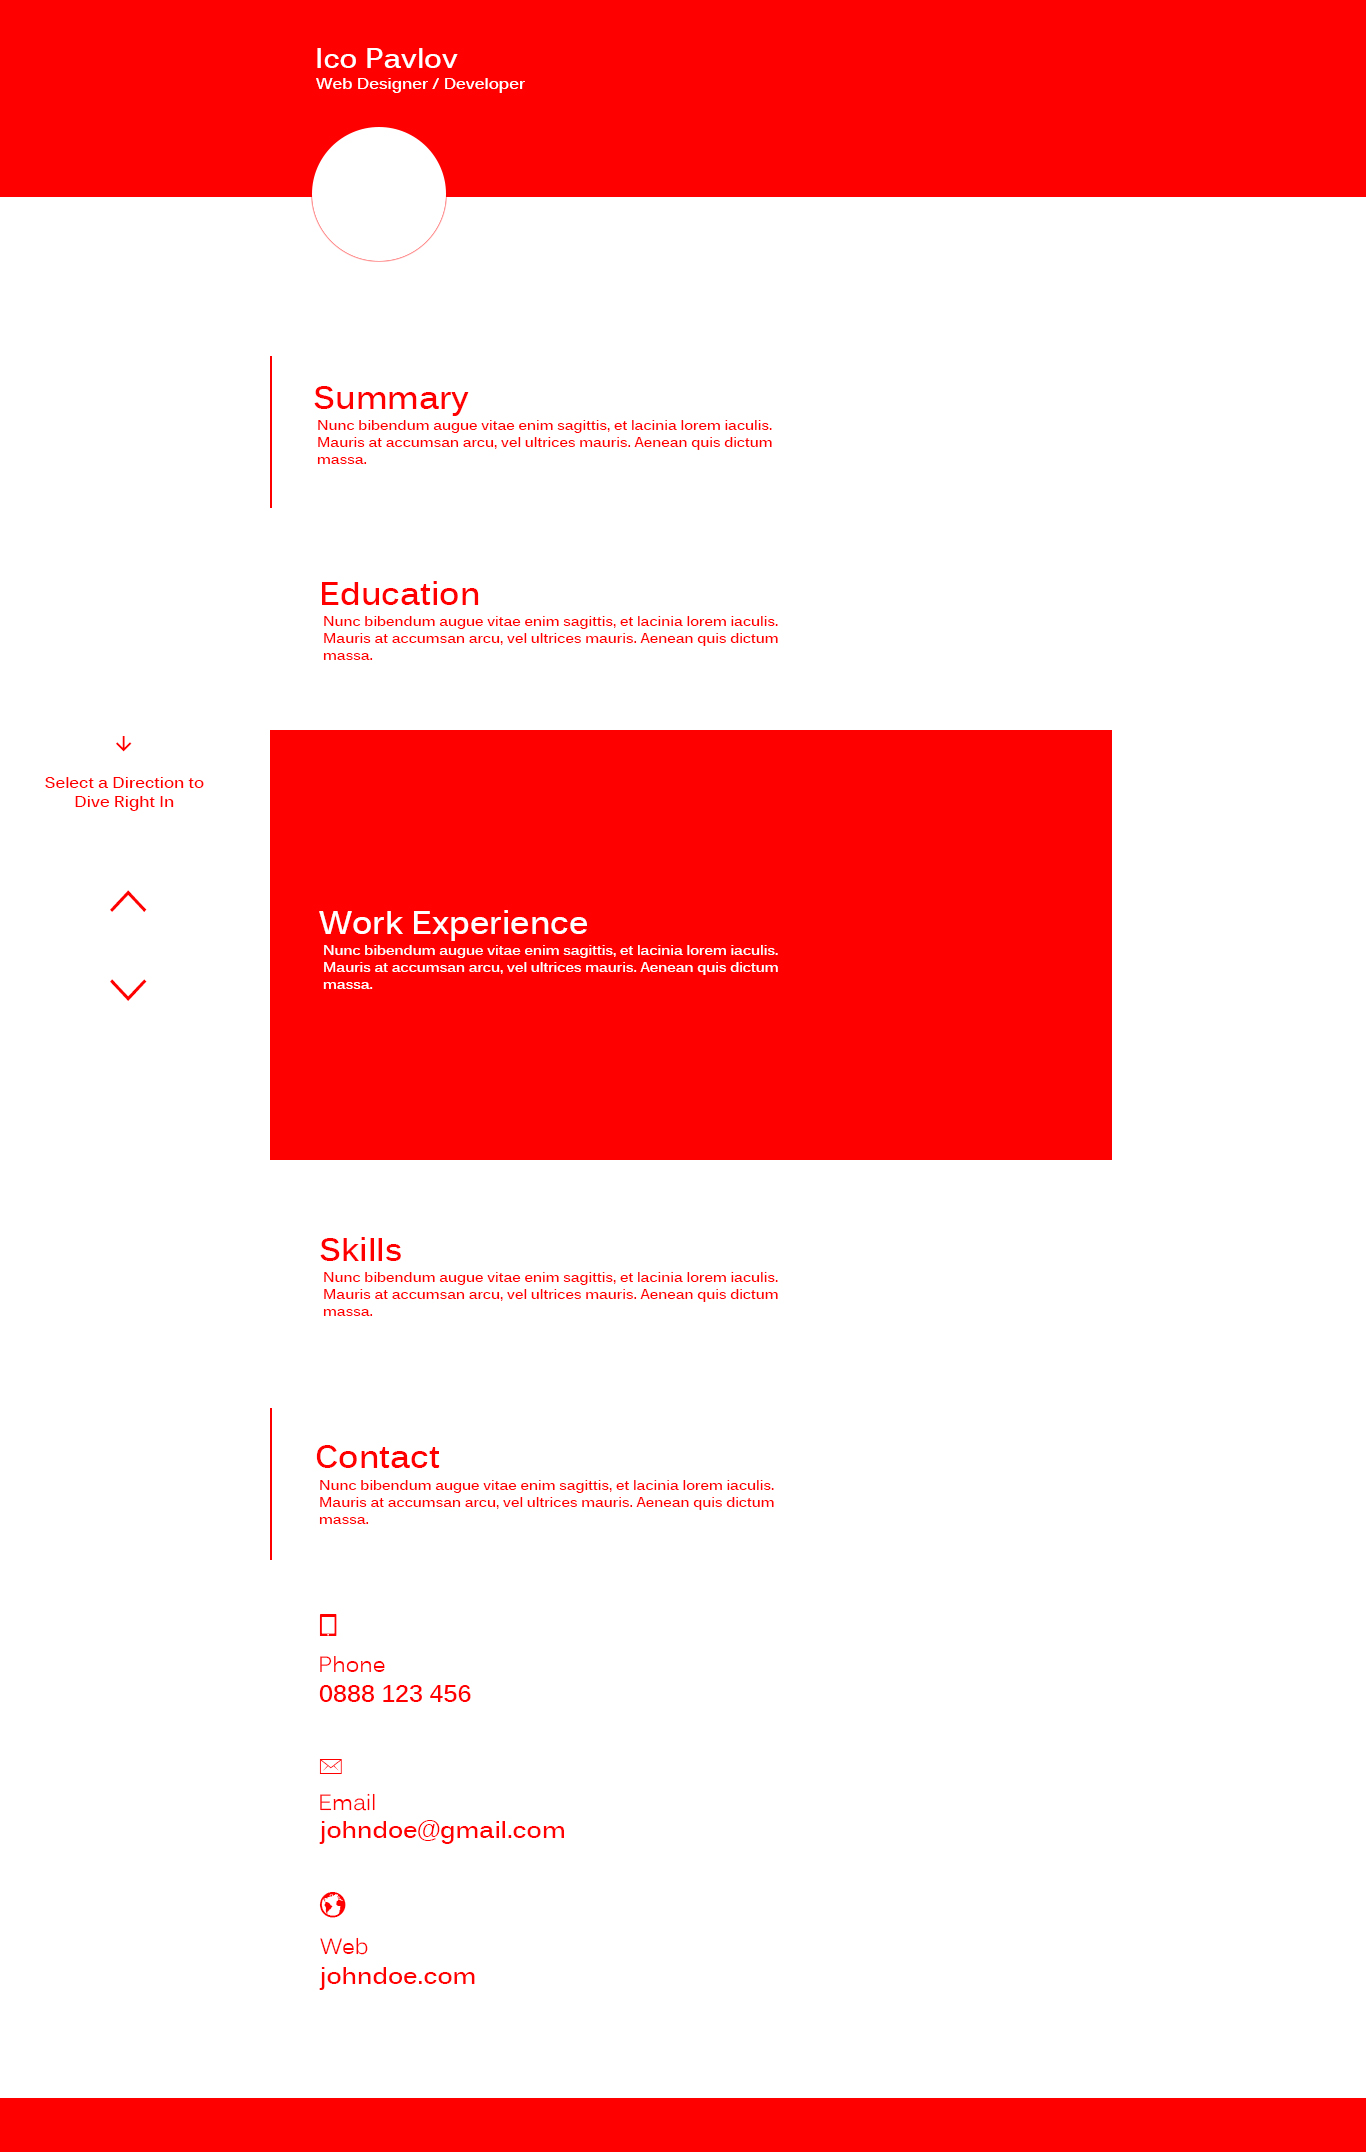 Ico Pavlov
Web Designer / Developer
Summary
Nunc bibendum augue vitae enim sagittis, et lacinia lorem iaculis.
Mauris at accumsan arcu, vel ultrices mauris. Aenean quis dictum
massa.
Education
Nunc bibendum augue vitae enim sagittis, et lacinia lorem iaculis.
Mauris at accumsan arcu, vel ultrices mauris. Aenean quis dictum
massa.
Select a Direction to
Dive Right In
Work Experience
Nunc bibendum augue vitae enim sagittis, et lacinia lorem iaculis.
Mauris at accumsan arcu, vel ultrices mauris. Aenean quis dictum
massa.
Skills
Nunc bibendum augue vitae enim sagittis, et lacinia lorem iaculis.
Mauris at accumsan arcu, vel ultrices mauris. Aenean quis dictum
massa.
Contact
Nunc bibendum augue vitae enim sagittis, et lacinia lorem iaculis.
Mauris at accumsan arcu, vel ultrices mauris. Aenean quis dictum
massa.
Phone
0888 123 456
Email
johndoe@gmail.com
Web
johndoe.com